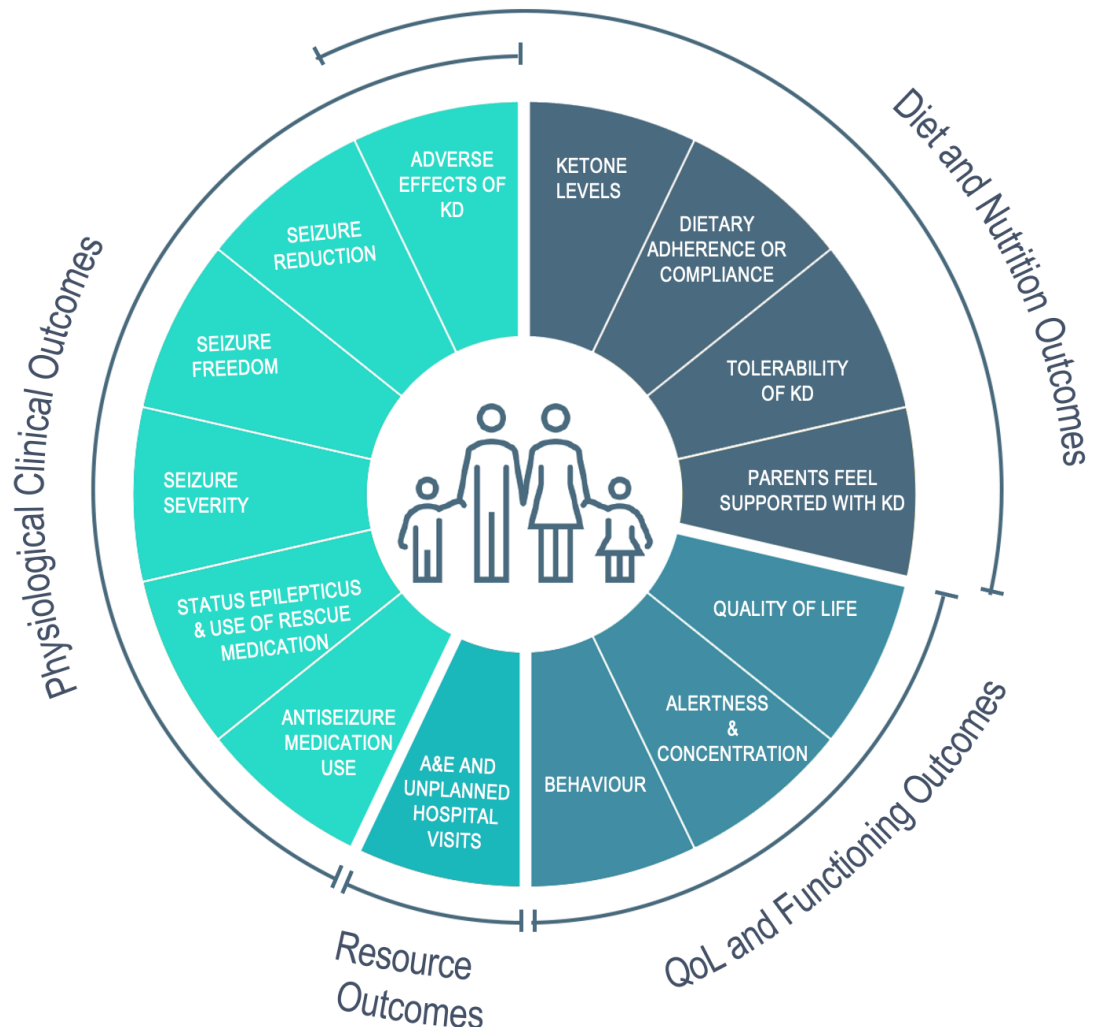 Diet and Nutrition Outcomes
KETONE
LEVELS
DIETARY
ADHERENCE OR
COMPLIANCE
TOLERABILITY
OF KD
PARENTS FEEL
SUPPORTED WITH KD
QoL and Functioning Outcomes
QUALITY OF LIFE
ALERTNESS
&
CONCENTRATION
BEHAVIOUR
Resource
Outcomes
A&E AND
UNPLANNED
HOSPITAL
VISITS
Physiological Clinical Outcomes
ANTISEIZURE
MEDICATION
USE
STATUS EPILEPTICUS
& USE OF RESCUE
MEDICATION
SEIZURE
SEVERITY
SEIZURE
FREEDOM
SEIZURE
REDUCTION
ADVERSE
EFFECTS OF
KD